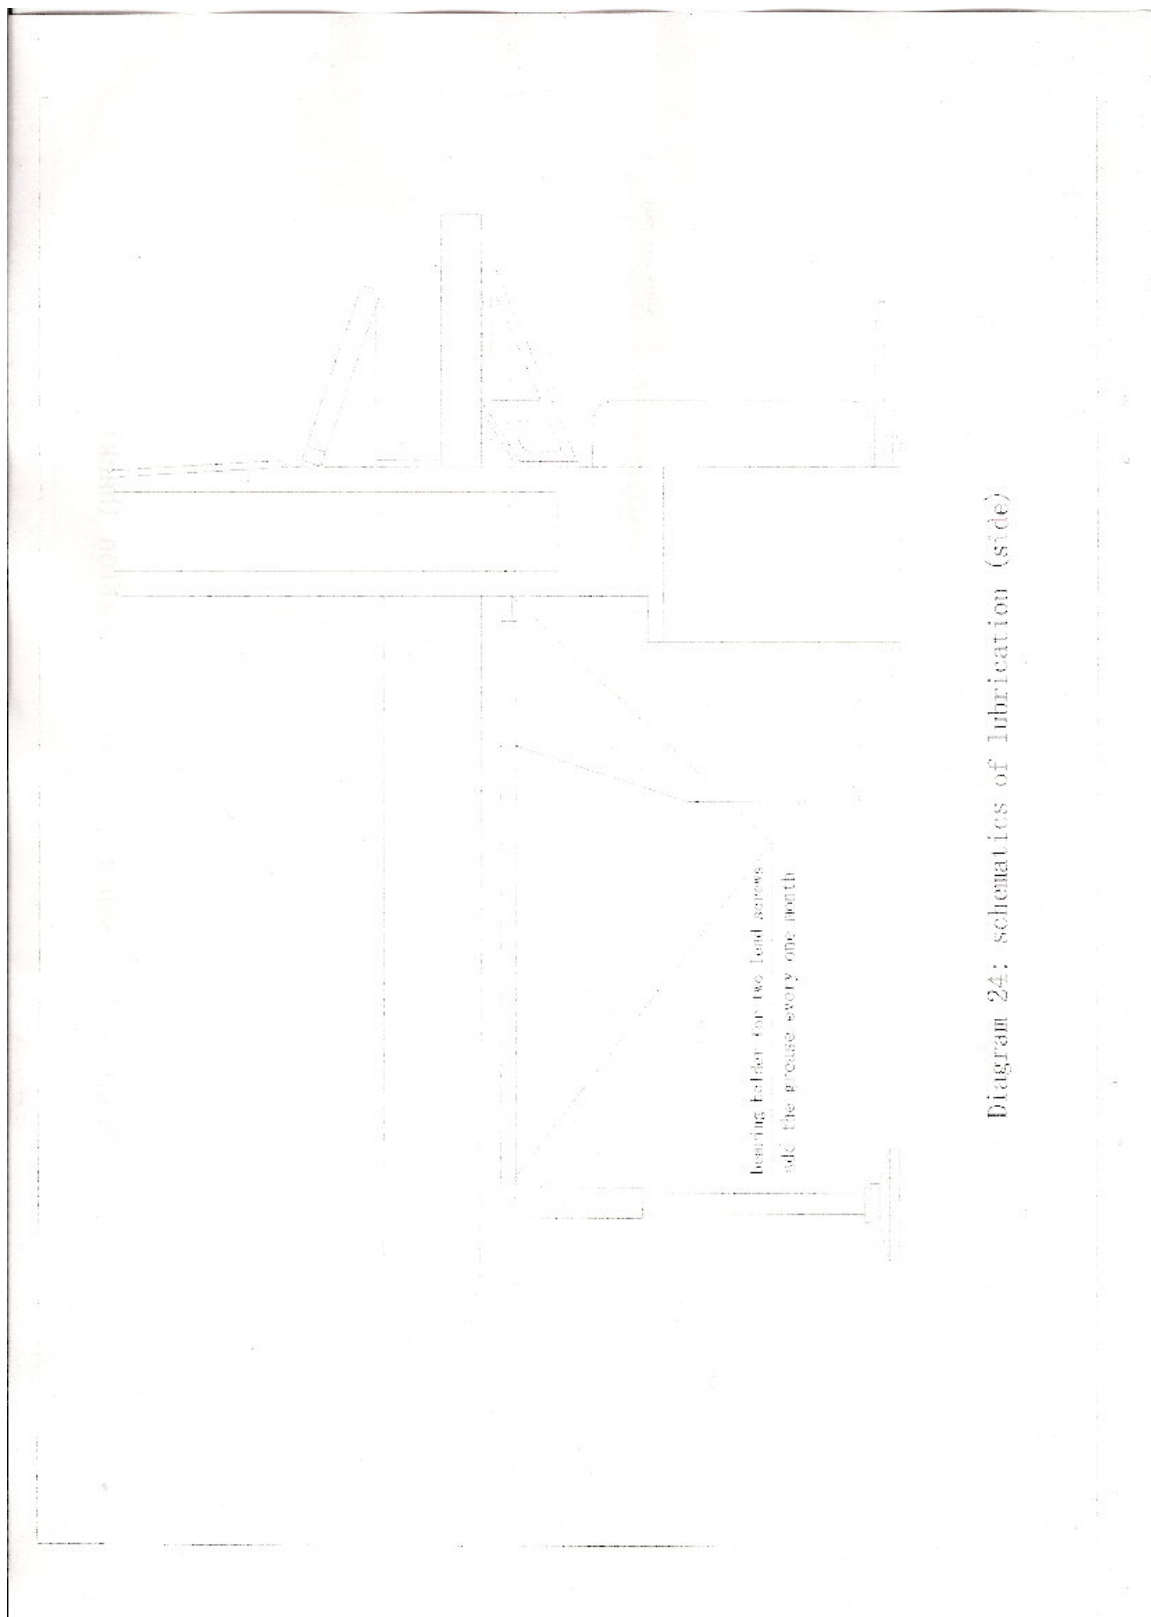 bearing holder for two lead screws
add the grease every one month
Diagram 24: schematics of lubrication (side)